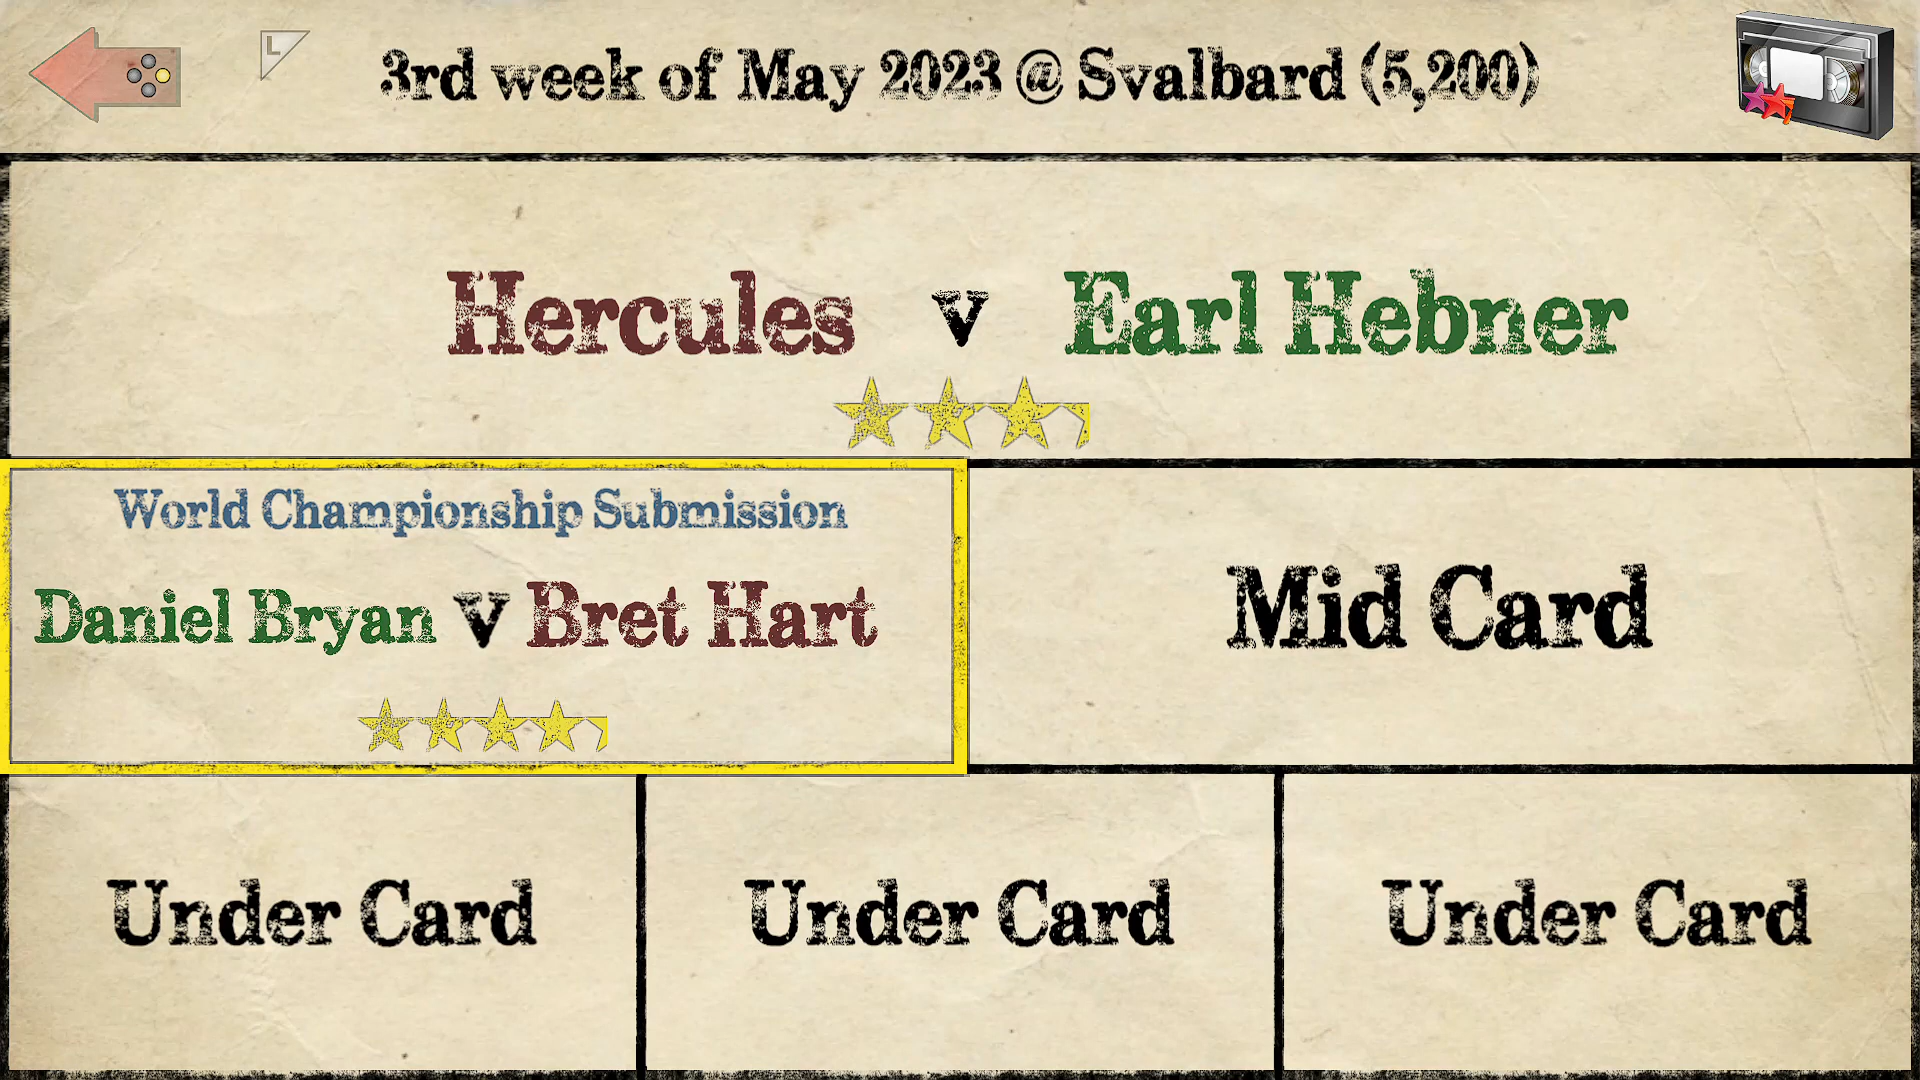 L
3rd week of May 2023 @ Svalbard (5,200)
Hercules v Earl Hebner
World Championship Submission
Daniel Bryan v Bret Hart
Mid Card
Under Card
Under Card
Under Card